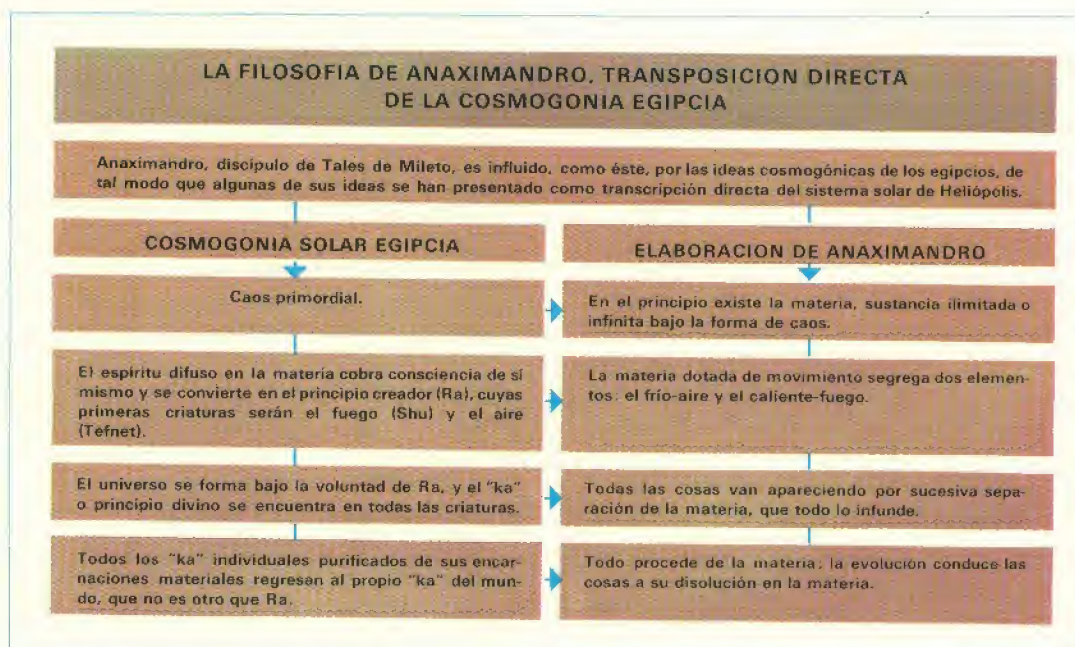 LA FILOSOFIA DE ANAXIMANDRO, TRANSPOSICION DIRECTA
DE LA COSMOGONIA EGIPCIA
Anaximandro, discípulo de Tales de Mileto, es influido, como éste, por las ideas cosmogónicas de los egipcios, de
tal modo que algunas de sus ideas se han presentado como transcripción directa del sistema solar de Heliópolis.
COSMOGONIA SOLAR EGIPCIA
ELABORACION DE ANAXIMANDRO
Caos primordial.
En el principio existe la materia, sustancia ilimitada o
infinita bajo la forma de caos.
El espíritu difuso en la materia cobra consciencia de sí
mismo y se convierte en el principio creador (Ra), cuyas
primeras criaturas serán el fuego (Shu) y el aire
(Tefnet).
La materia dotada de movimiento segrega dos elemen-
tos: el frío-aire y el caliente-fuego.
El universo se forma bajo la voluntad de Ra, y el "ka"
o principio divino se encuentra en todas las criaturas.
Todas las cosas van apareciendo por sucesiva sepa-
ración de la materia, que todo lo infunde.
Todos los "ka" individuales purificados de sus encar-
naciones materiales regresen al propio "ka" del mun-
do, que no es otro que Ra.
Todo procede de la materia; la evolución conduce las
cosas a su disolución en la materia.